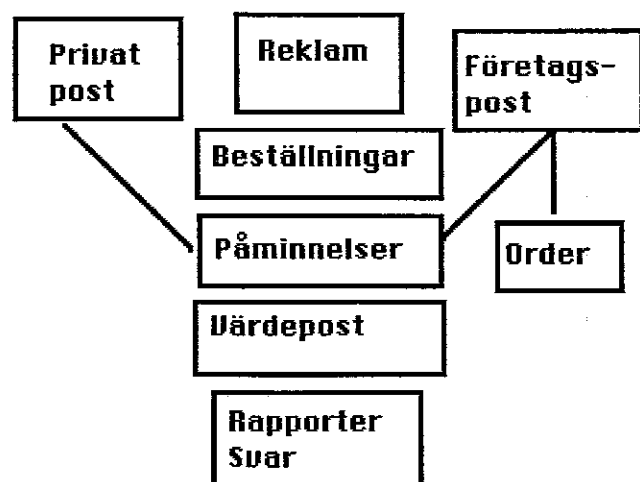 Privat
post
Reklam
Företags-
post
Beställningar
Påminnelser
Order
Värdepost
Rapporter
Svar